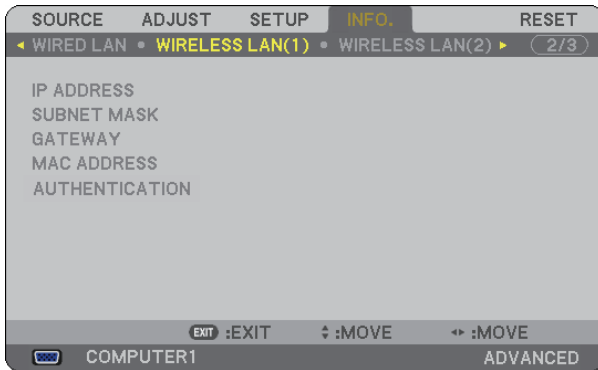 SOURCE ADJUST SETUP INFO. RESET
WIRED LAN • WIRELESS LAN(1) • WIRELESS LAN(2) 2/3
IP ADDRESS
SUBNET MASK
GATEWAY
MAC ADDRESS
AUTHENTICATION
EXIT :EXIT :MOVE :MOVE
COMPUTER1 ADVANCED